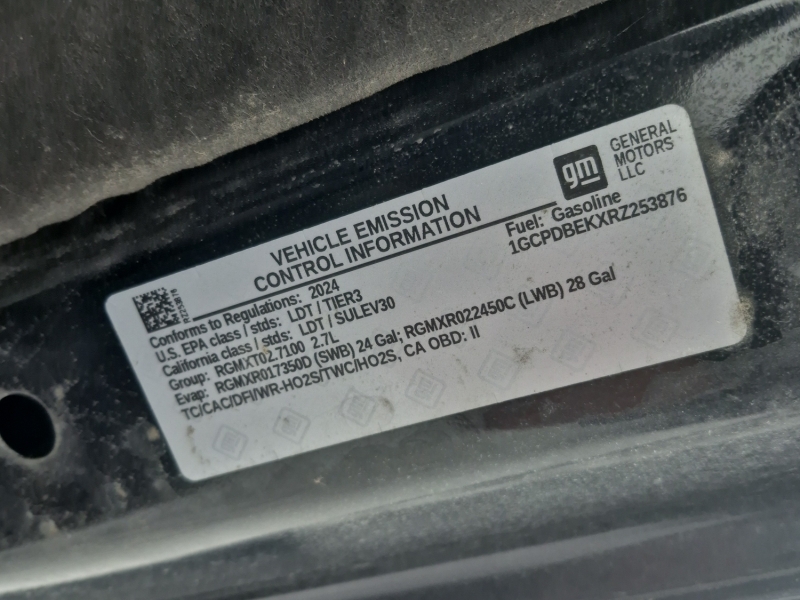 VEHICLE EMISSION
CONTROL INFORMATION
gm
GENERAL
MOTORS
LLC
Fuel: Gasoline
1GCPDBEKXRZ253876
RZ253876
Conforms to Regulations: 2024
U.S. EPA class / stds: LDT / TIER3
California class / stds: LDT / SULEV30
Group: RGMXT02.7100 2.7L
Evap: RGMXR017350D (SWB) 24 Gal; RGMXR022450C (LWB) 28 Gal
TC/CAC/DFI/WR-HO2S/TWC/HO2S, CA OBD: II